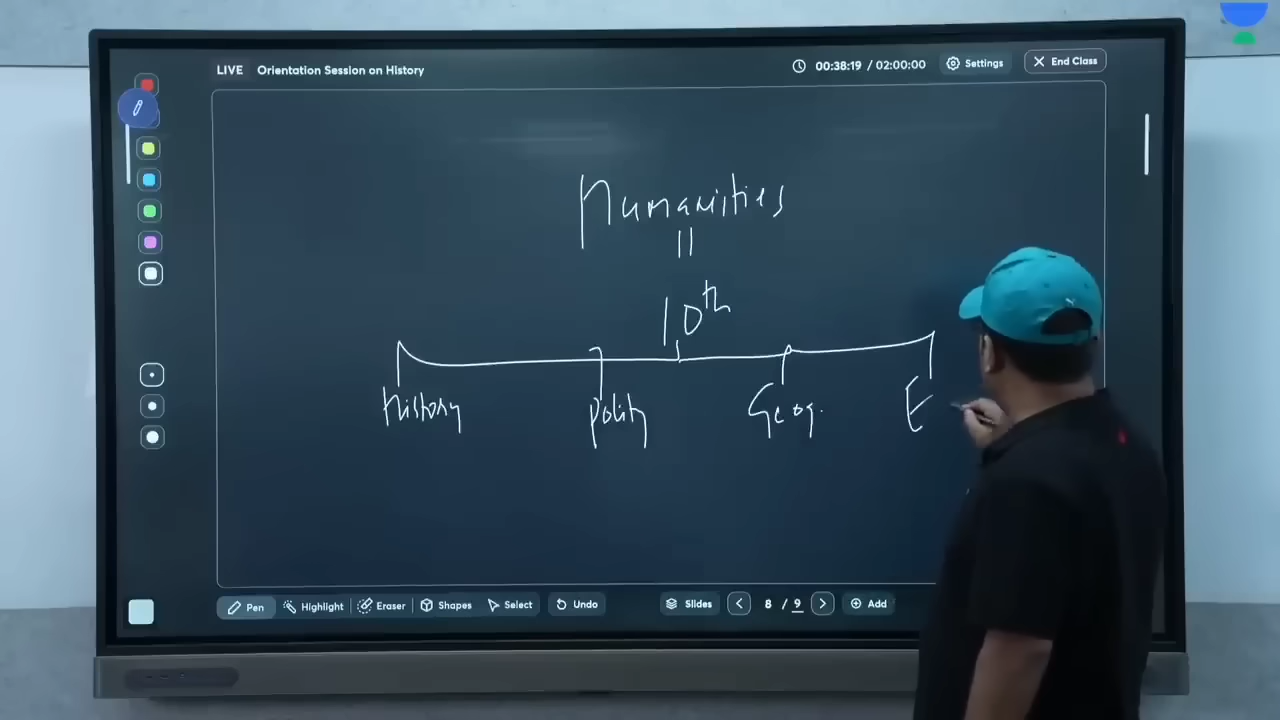 LIVE Orientation Session on History 00:38:19 / 02:00:00 Settings End Class
Humanities
10th
History Polity Geog. E
Pen Highlight Eraser Shapes Select Undo Slides 8 / 9 Add